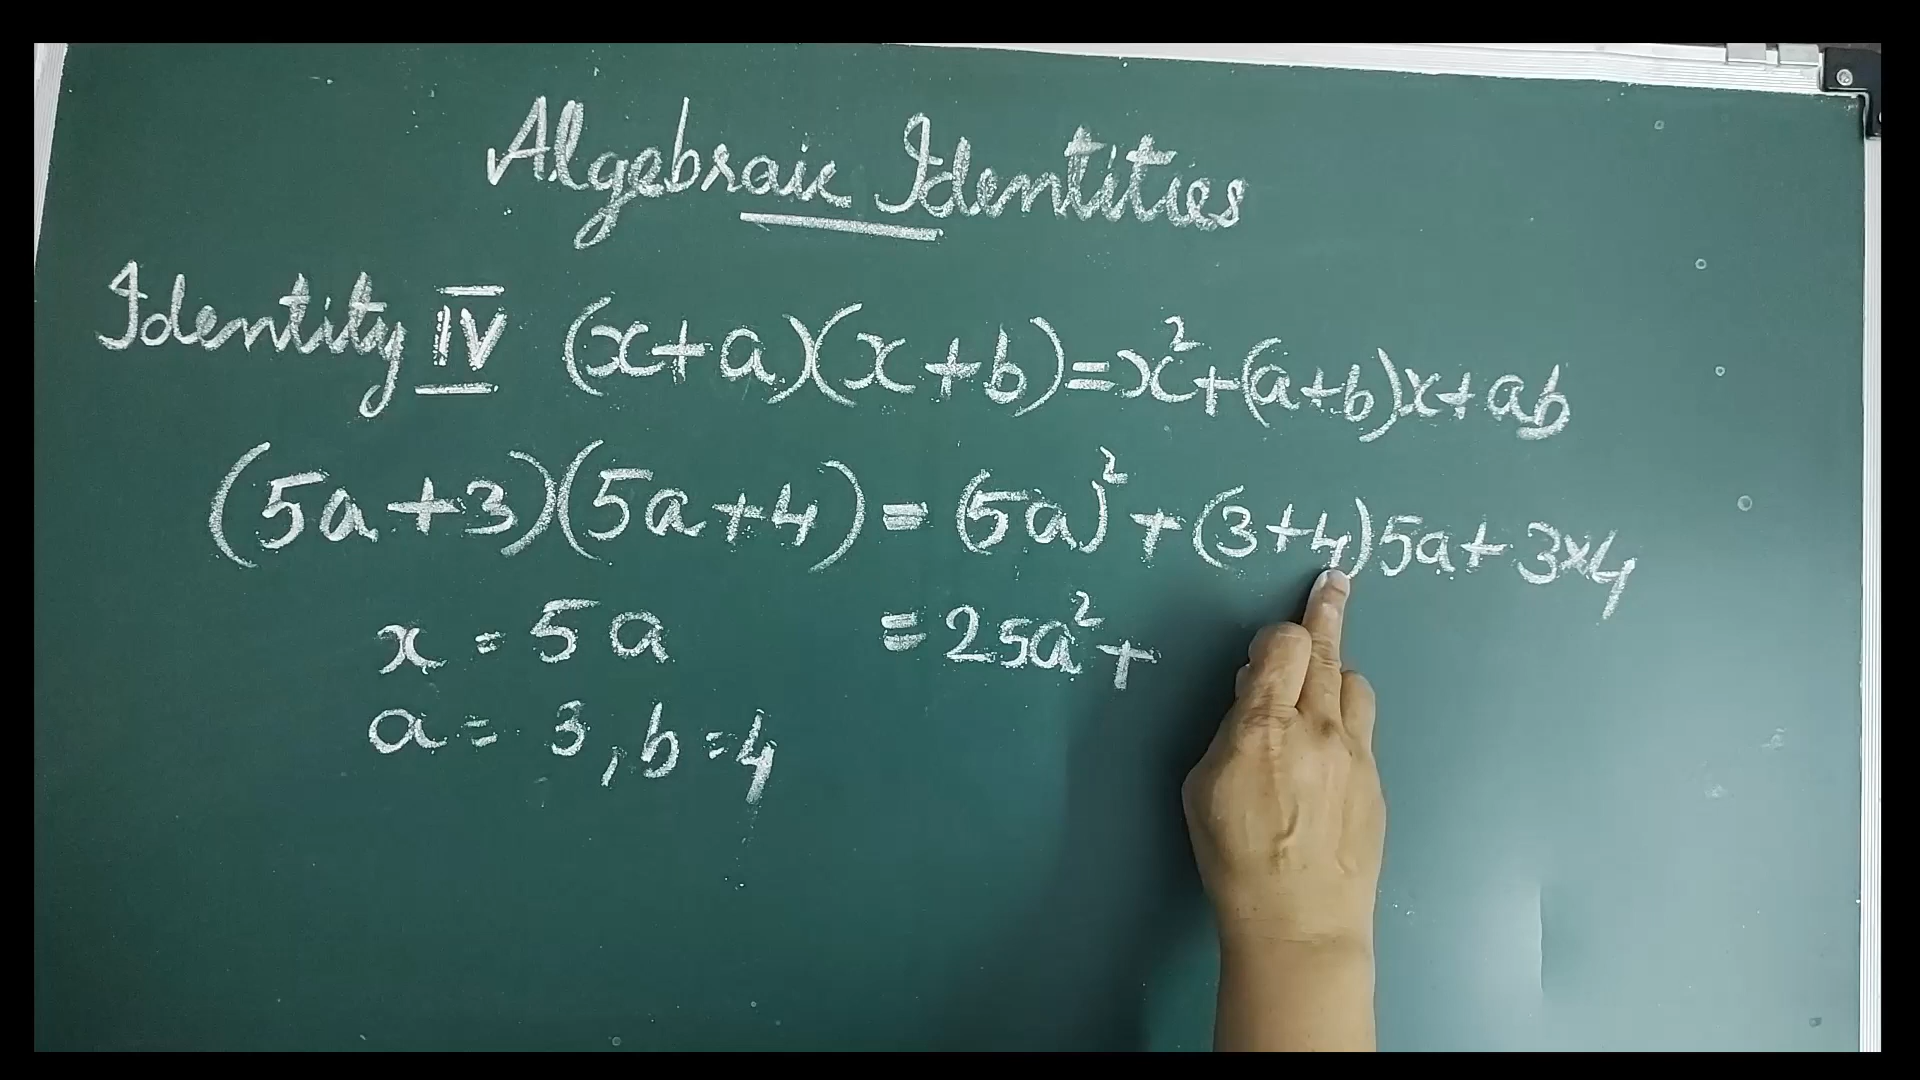 Algebraic Identities
Identity IV (x+a)(x+b)=x²+(a+b)x+ab
(5a+3)(5a+4)=(5a)²+(3+4)5a+3×4
x=5a =25a²+
a=3,b=4